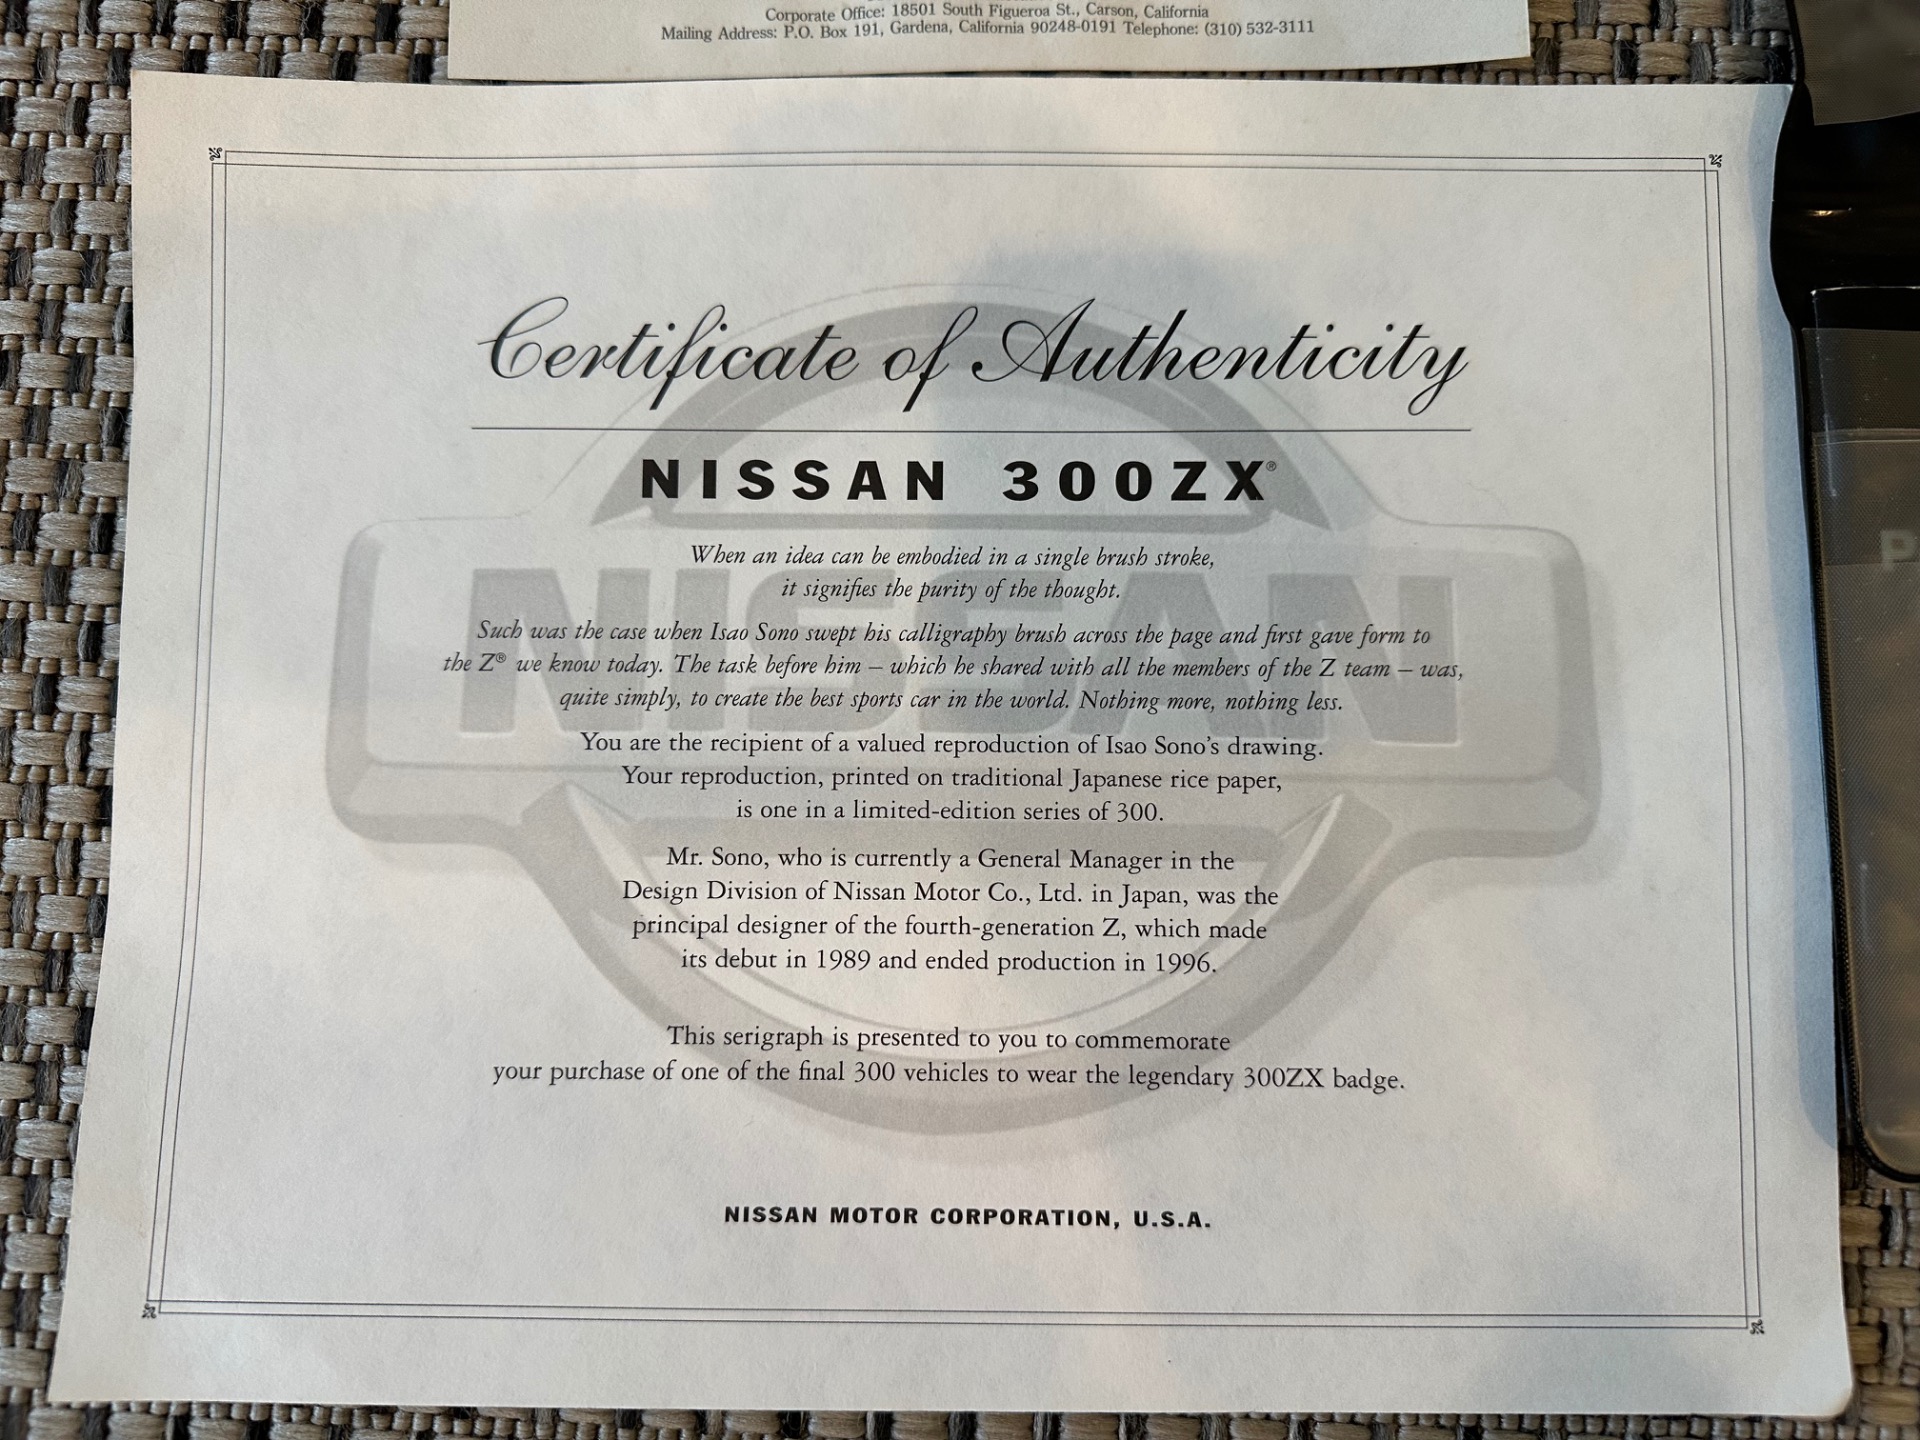 Corporate Office: 18501 South Figueroa St., Carson, California
Mailing Address: P.O. Box 191, Gardena, California 90248-0191 Telephone: (310) 532-3111
Certificate of Authenticity
NISSAN 300ZX®
When an idea can be embodied in a single brush stroke,
it signifies the purity of the thought.
Such was the case when Isao Sono swept his calligraphy brush across the page and first gave form to
the Z® we know today. The task before him – which he shared with all the members of the Z team – was,
quite simply, to create the best sports car in the world. Nothing more, nothing less.
NISSAN
You are the recipient of a valued reproduction of Isao Sono's drawing.
Your reproduction, printed on traditional Japanese rice paper,
is one in a limited-edition series of 300.
Mr. Sono, who is currently a General Manager in the
Design Division of Nissan Motor Co., Ltd. in Japan, was the
principal designer of the fourth-generation Z, which made
its debut in 1989 and ended production in 1996.
This serigraph is presented to you to commemorate
your purchase of one of the final 300 vehicles to wear the legendary 300ZX badge.
NISSAN MOTOR CORPORATION, U.S.A.